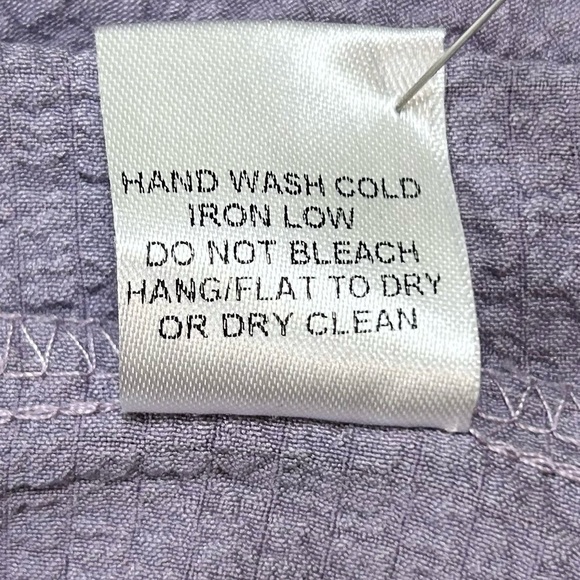 HAND WASH COLD
IRON LOW
DO NOT BLEACH
HANG/FLAT TO DRY
OR DRY CLEAN